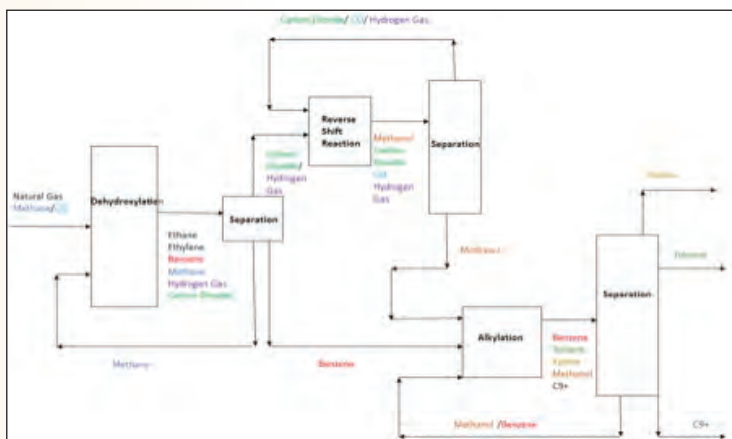 Carbon Dioxide/ CO/ Hydrogen Gas
Reverse
Shift
Reaction
Methanol
Carbon
Dioxide
CO
Hydrogen
Gas
Separation
Carbon
Dioxide/
Hydrogen
Gas
Natural Gas
Methane/CO
Dehydroxylation
Separation
Ethane
Ethylene
Benzene
Methane
Hydrogen Gas
Carbon Dioxide
Methanol
Separation
Toluene
Alkylation
Benzene
Toluene
Xylene
Methanol
C9+
Methane
Benzene
Methanol /Benzene
C9+